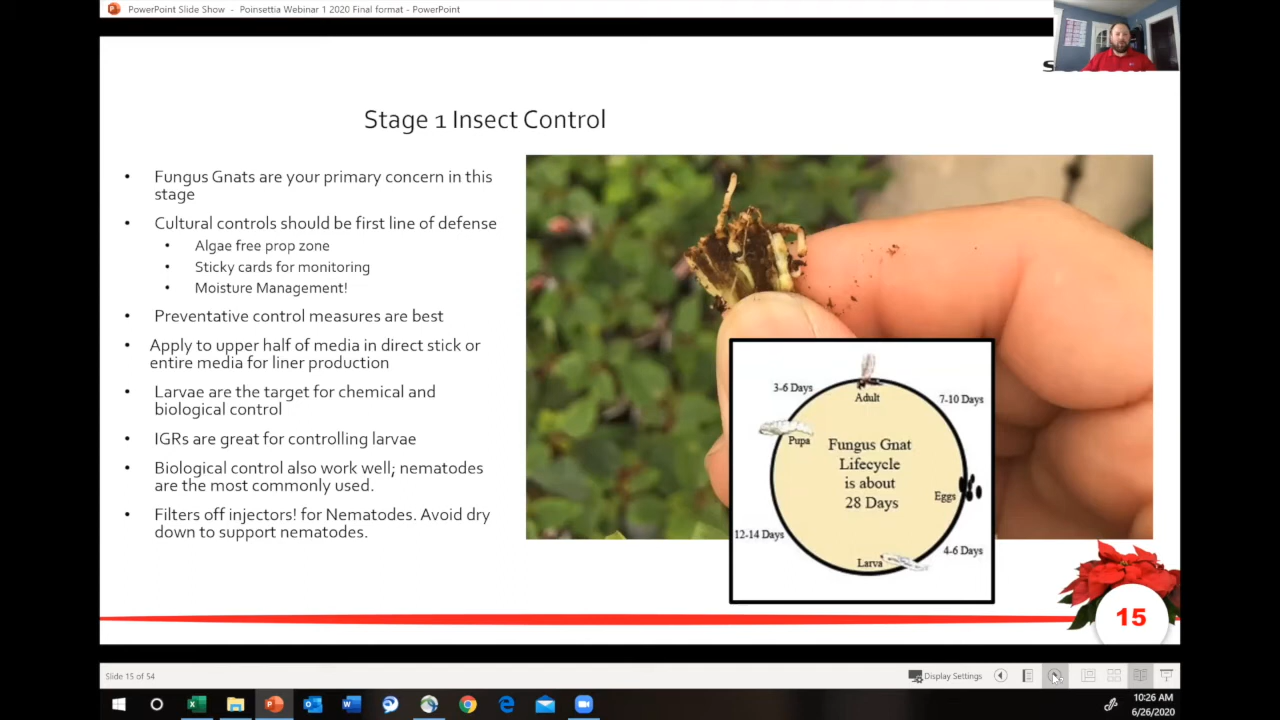 PowerPoint Slide Show - Poinsettia Webinar 1 2020 Final format - PowerPoint
Stage 1 Insect Control
• Fungus Gnats are your primary concern in this
stage
• Cultural controls should be first line of defense
• Algae free prop zone
• Sticky cards for monitoring
• Moisture Management!
• Preventative control measures are best
• Apply to upper half of media in direct stick or
entire media for liner production
• Larvae are the target for chemical and
biological control
• IGRs are great for controlling larvae
• Biological control also work well; nematodes
are the most commonly used.
• Filters off injectors! for Nematodes. Avoid dry
down to support nematodes.
3-6 Days
Adult
7-10 Days
Pupa
Fungus Gnat
Lifecycle
is about
28 Days
Eggs
12-14 Days
4-6 Days
Larva
15
Slide 15 of 54
Display Settings
10:26 AM
6/26/2020